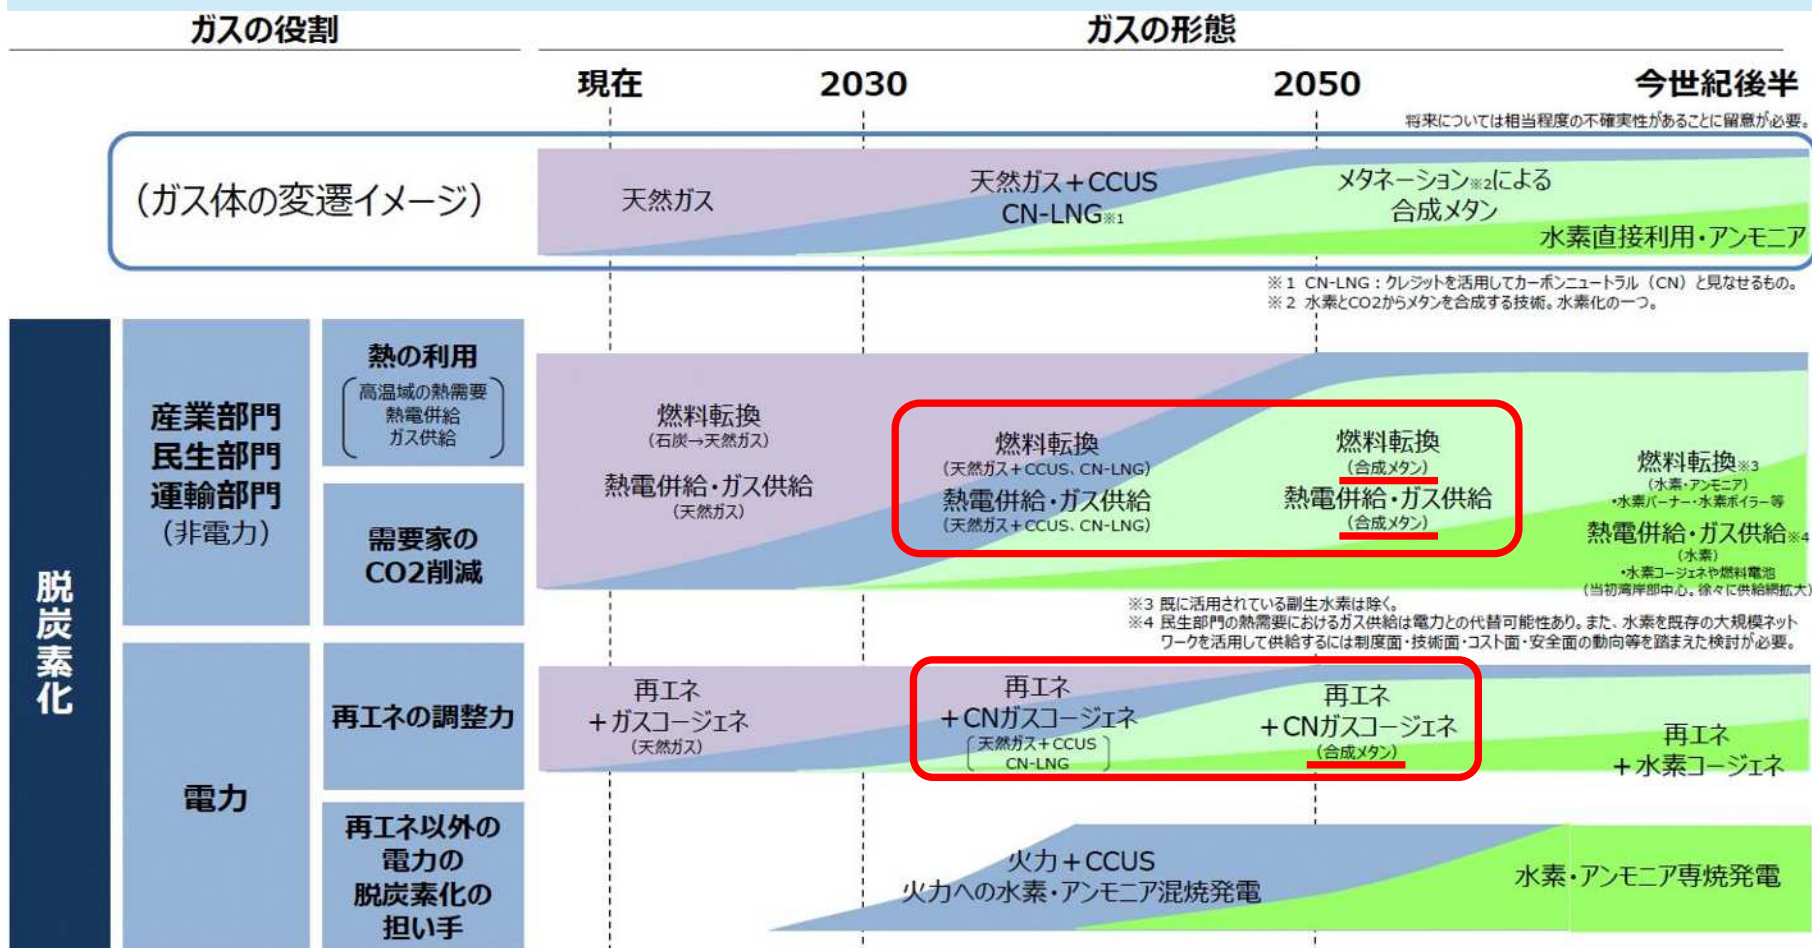 ガスの役割
ガスの形態
現在
2030
2050
今世紀後半
将来については相当程度の不確実性があることに留意が必要。
(ガス体の変遷イメージ)
天然ガス
天然ガス+CCUS
CN-LNG※1
メタネーション※2による
合成メタン
水素直接利用・アンモニア
※1 CN-LNG:クレジットを活用してカーボンニュートラル(CN)と見なせるもの。
※2 水素とCO2からメタンを合成する技術。水素化の一つ。
脱炭素化
産業部門
民生部門
運輸部門
(非電力)
熱の利用
高温域の熱需要
熱電併給
ガス供給
需要家の
CO2削減
燃料転換
(石炭→天然ガス)
熱電併給・ガス供給
(天然ガス)
燃料転換
(天然ガス+CCUS、CN-LNG)
熱電併給・ガス供給
(天然ガス+CCUS、CN-LNG)
燃料転換
(合成メタン)
熱電併給・ガス供給
(合成メタン)
燃料転換※3
(水素・アンモニア)
・水素バーナー・水素ボイラー等
熱電併給・ガス供給※4
(水素)
・水素コージェネや燃料電池
(当初湾岸部中心。徐々に供給網拡大)
※3 既に活用されている副生水素は除く。
※4 民生部門の熱需要におけるガス供給は電力との代替可能性あり。また、水素を既存の大規模ネット
ワークを活用して供給するには制度面・技術面・コスト面・安全面の動向等を踏まえた検討が必要。
電力
再エネの調整力
再エネ
+ガスコージェネ
(天然ガス)
再エネ
+CNガスコージェネ
天然ガス+CCUS
CN-LNG
再エネ
+CNガスコージェネ
(合成メタン)
再エネ
+水素コージェネ
再エネ以外の
電力の
脱炭素化の
担い手
火力+CCUS
火力への水素・アンモニア混焼発電
水素・アンモニア専焼発電